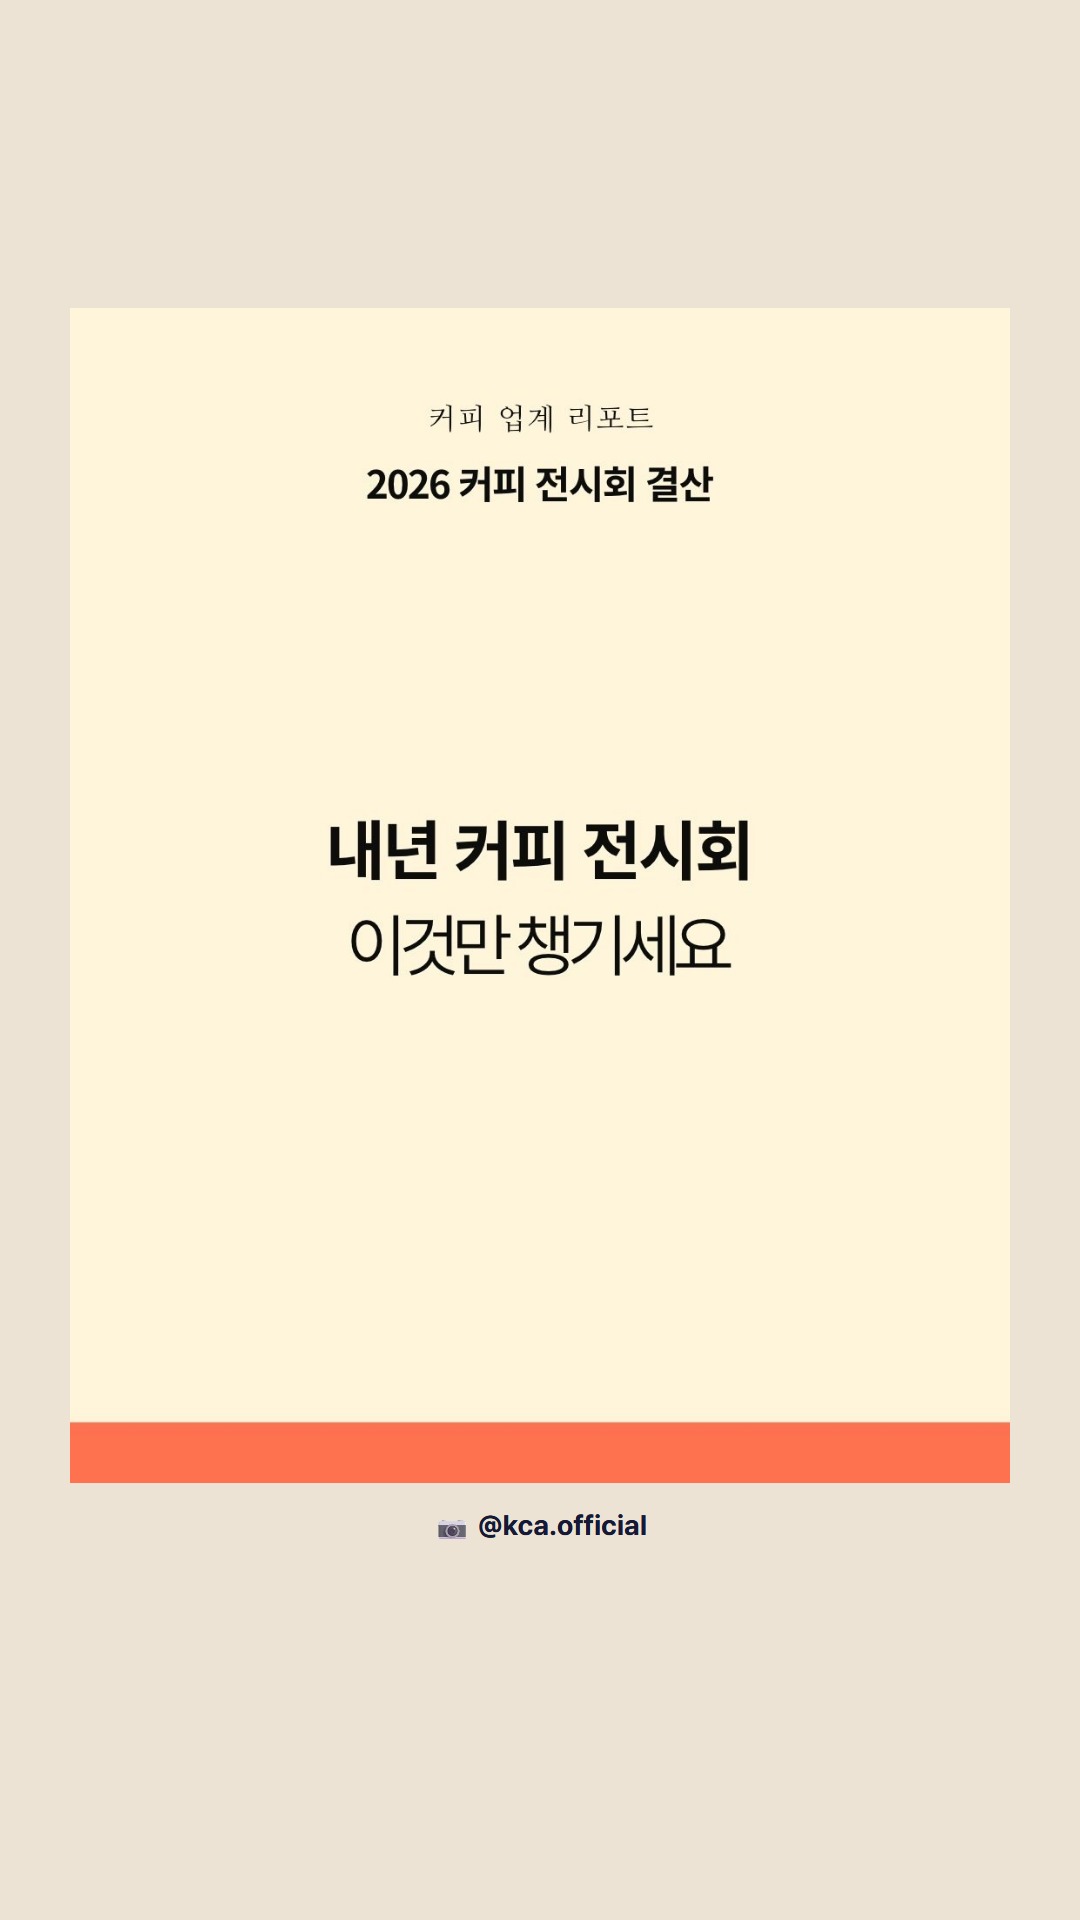 커피 업계 리포트
2026 커피 전시회 결산
내년 커피 전시회
이것만 챙기세요
@kca.official